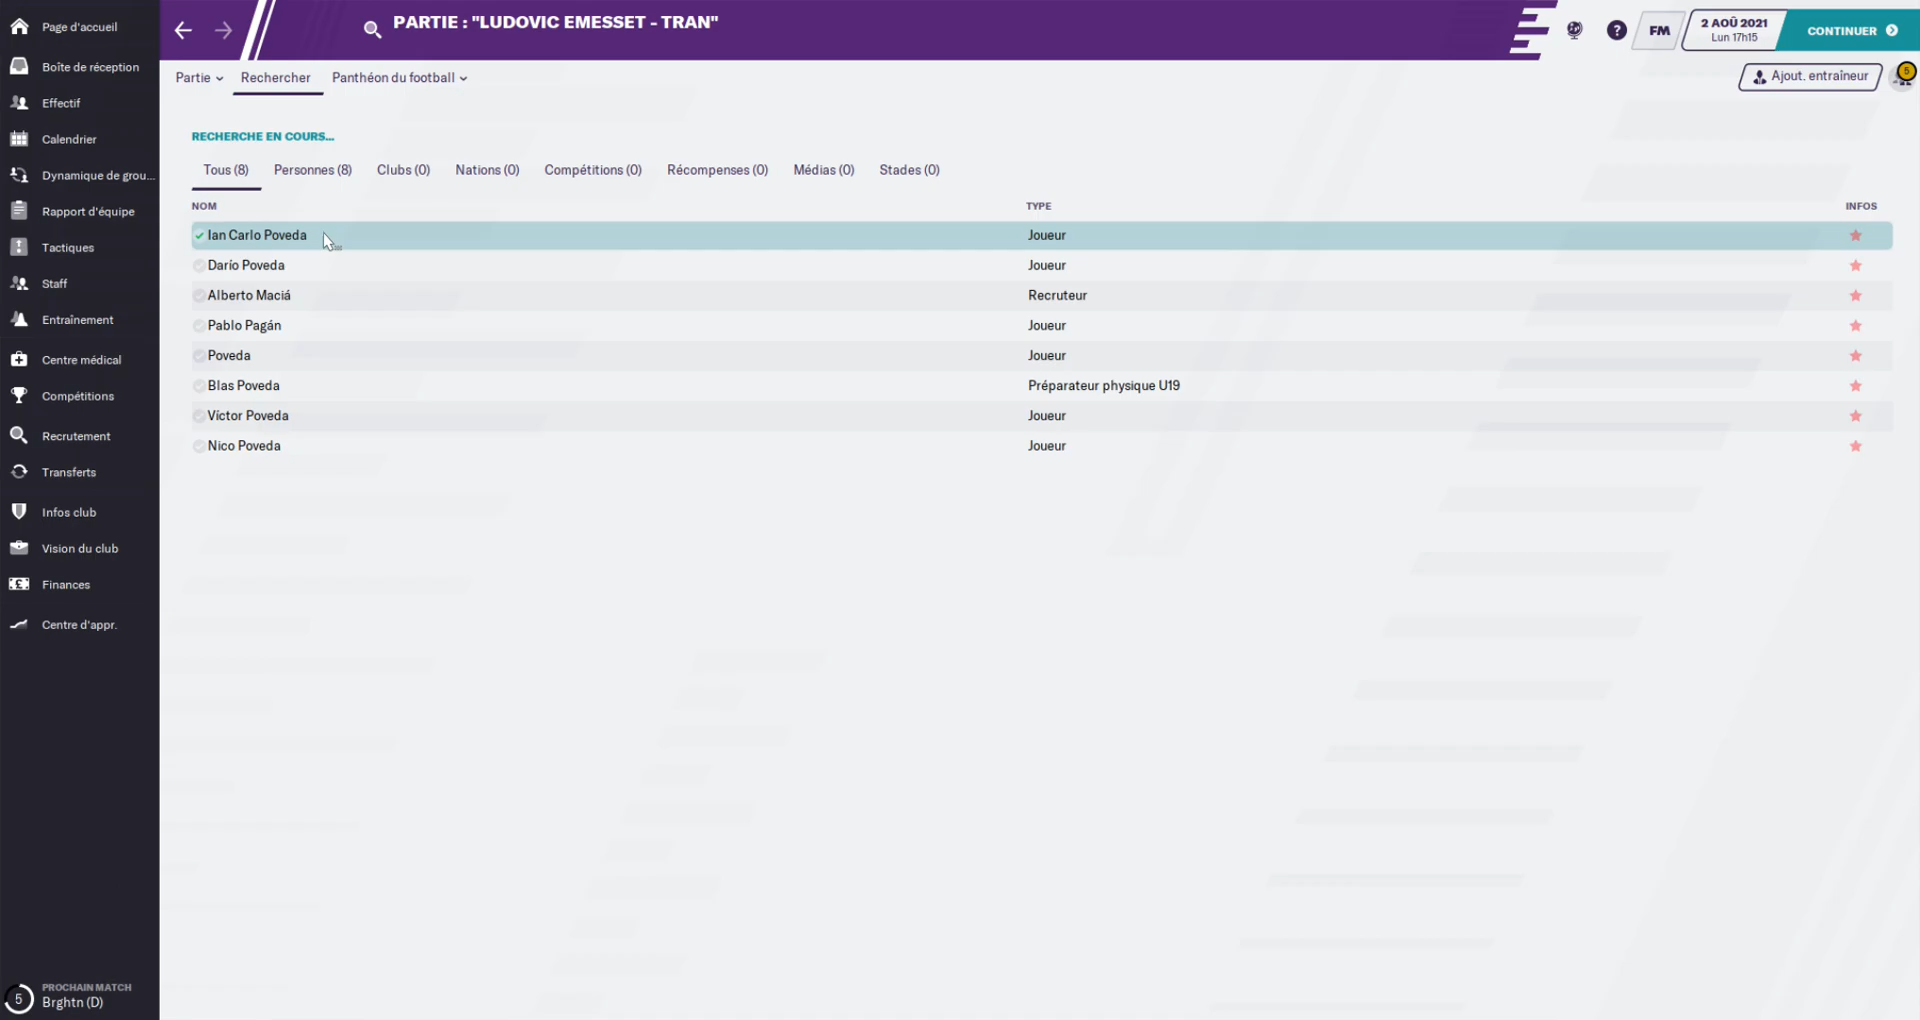 Page d'accueil
Boîte de réception
Effectif
Calendrier
Dynamique de grou...
Rapport d'équipe
Tactiques
Staff
Entraînement
Centre médical
Compétitions
Recrutement
Transferts
Infos club
Vision du club
Finances
Centre d'appr.
5
PROCHAIN MATCH
Brghtn (D)
PARTIE : "LUDOVIC EMESSET - TRAN"
?
FM
2 AOÛ 2021
Lun 17h15
CONTINUER
Partie
Rechercher
Panthéon du football
Ajout. entraîneur
5
RECHERCHE EN COURS...
Tous (8) Personnes (8) Clubs (0) Nations (0) Compétitions (0) Récompenses (0) Médias (0) Stades (0)
NOM TYPE INFOS
Ian Carlo Poveda Joueur
Darío Poveda Joueur
Alberto Maciá Recruteur
Pablo Pagán Joueur
Poveda Joueur
Blas Poveda Préparateur physique U19
Víctor Poveda Joueur
Nico Poveda Joueur